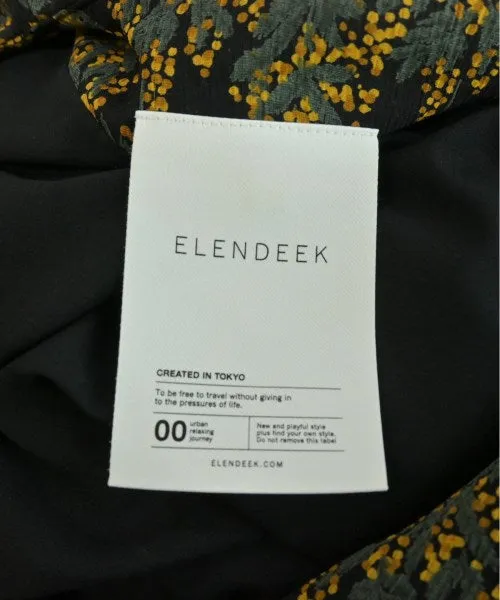 ELENDEEK
CREATED IN TOKYO
To be free to travel without giving in
to the pressures of life.
00
urban
relaxing
journey
New and playful style
plus find your own style.
Do not remove this label
ELENDEEK.COM